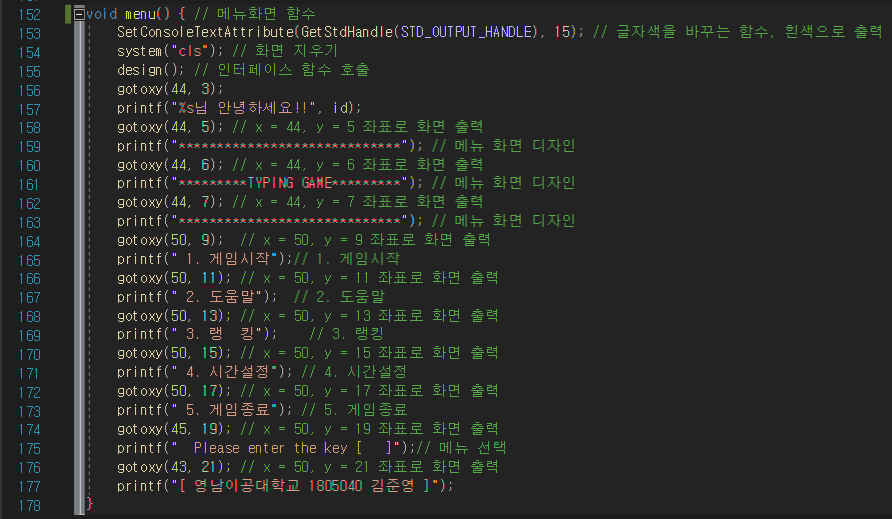 152 void menu() { // 메뉴화면 함수
153 SetConsoleTextAttribute(GetStdHandle(STD_OUTPUT_HANDLE), 15); // 글자색을 바꾸는 함수, 흰색으로 출력
154 system("cls"); // 화면 지우기
155 design(); // 인터페이스 함수 호출
156 gotoxy(44, 3);
157 printf("%s님 안녕하세요!!", id);
158 gotoxy(44, 5); // x = 44, y = 5 좌표로 화면 출력
159 printf("*****************************"); // 메뉴 화면 디자인
160 gotoxy(44, 6); // x = 44, y = 6 좌표로 화면 출력
161 printf("*********TYPING GAME*********"); // 메뉴 화면 디자인
162 gotoxy(44, 7); // x = 44, y = 7 좌표로 화면 출력
163 printf("*****************************"); // 메뉴 화면 디자인
164 gotoxy(50, 9);  // x = 50, y = 9 좌표로 화면 출력
165 printf(" 1. 게임시작");// 1. 게임시작
166 gotoxy(50, 11); // x = 50, y = 11 좌표로 화면 출력
167 printf(" 2. 도움말");  // 2. 도움말
168 gotoxy(50, 13); // x = 50, y = 13 좌표로 화면 출력
169 printf(" 3. 랭  킹");    // 3. 랭킹
170 gotoxy(50, 15); // x = 50, y = 15 좌표로 화면 출력
171 printf(" 4. 시간설정"); // 4. 시간설정
172 gotoxy(50, 17); // x = 50, y = 17 좌표로 화면 출력
173 printf(" 5. 게임종료"); // 5. 게임종료
174 gotoxy(45, 19); // x = 50, y = 19 좌표로 화면 출력
175 printf("  Please enter the key [   ]");// 메뉴 선택
176 gotoxy(43, 21); // x = 50, y = 21 좌표로 화면 출력
177 printf("[ 영남이공대학교 1805040 김준영 ]");
178 }